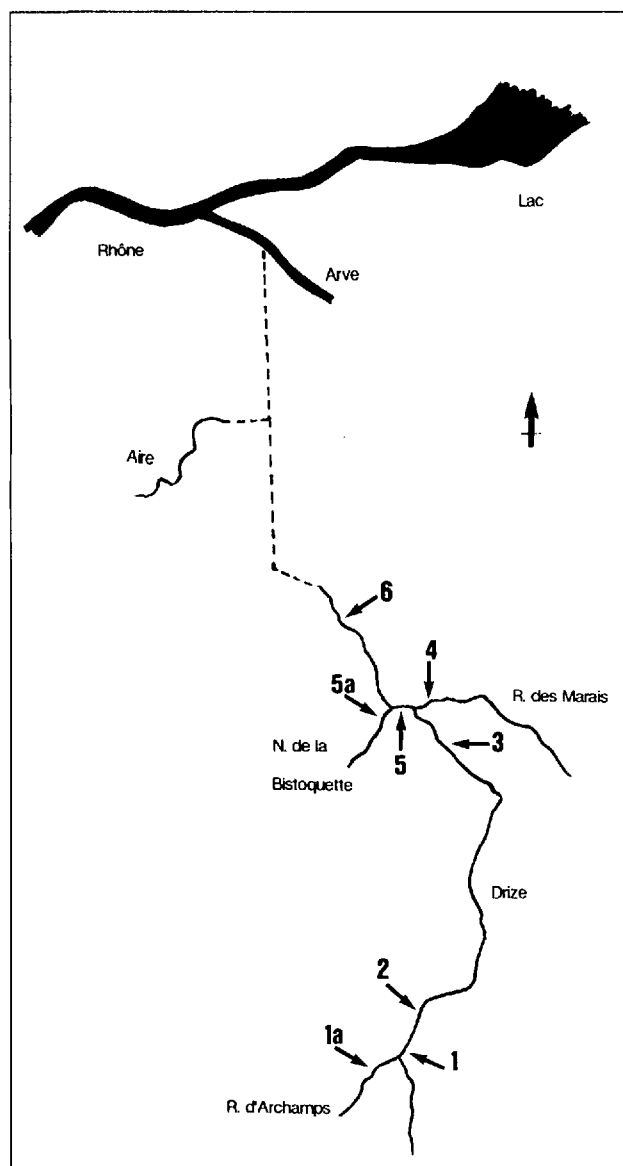 Lac
Rhône
Arve
Aire
6
4
5a
R. des Marais
N. de la
3
5
Bistoquette
Drize
2
1a
1
R. d'Archamps